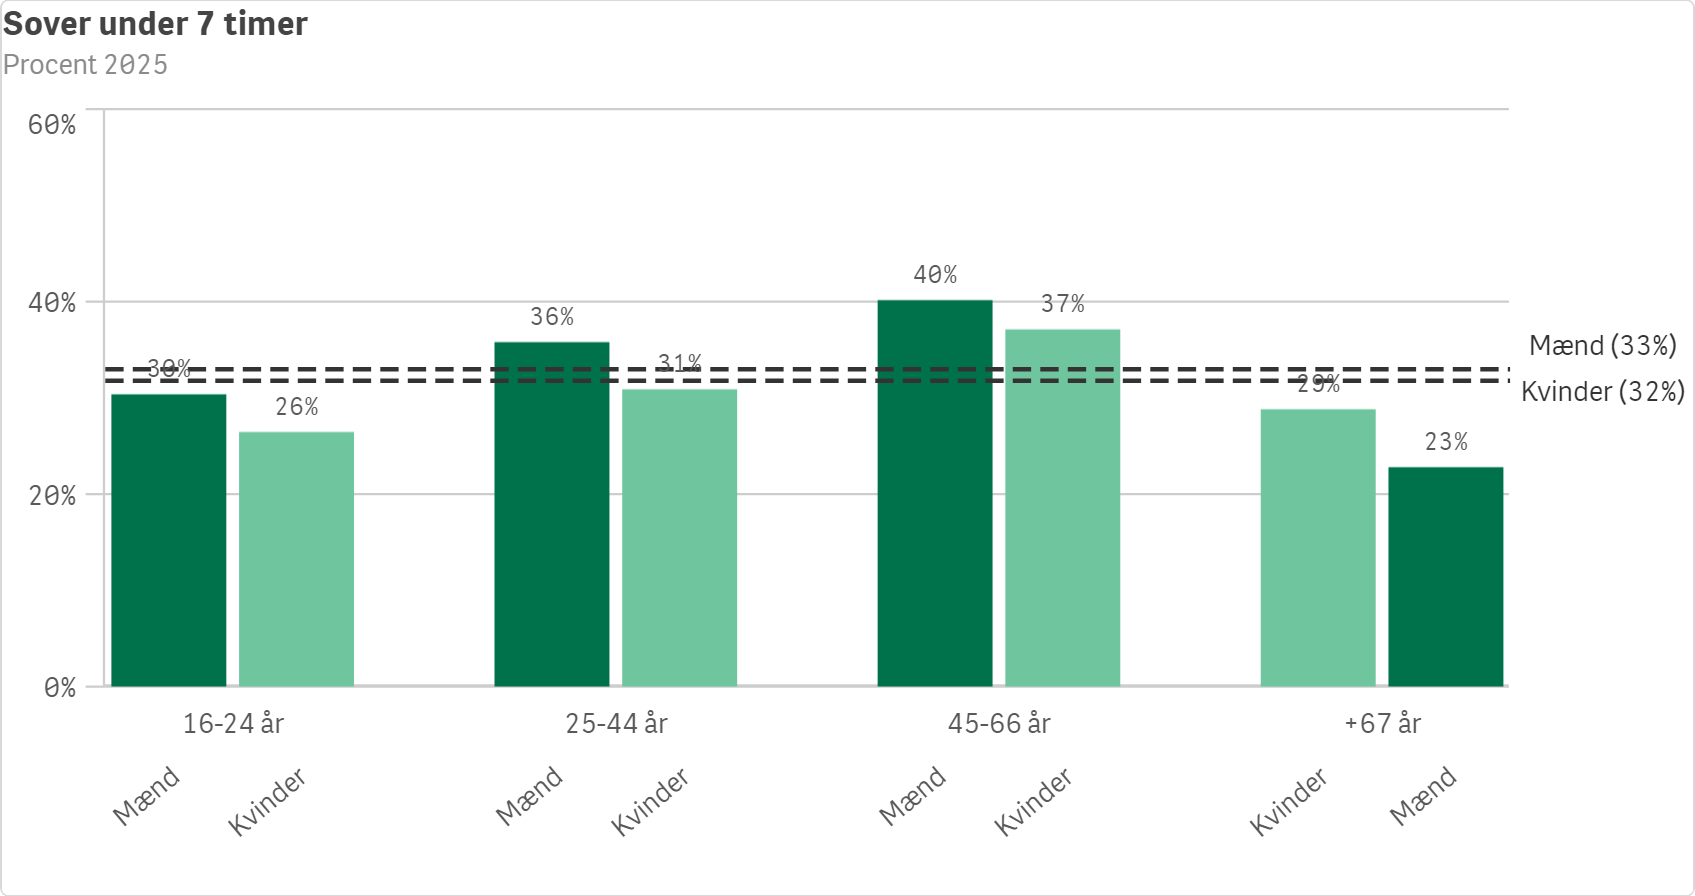 Sover under 7 timer
Procent 2025
60%
40%
20%
0%
30%
26%
36%
31%
40%
37%
29%
23%
Mænd (33%)
Kvinder (32%)
16-24 år
25-44 år
45-66 år
+67 år
Mænd
Kvinder
Mænd
Kvinder
Mænd
Kvinder
Kvinder
Mænd